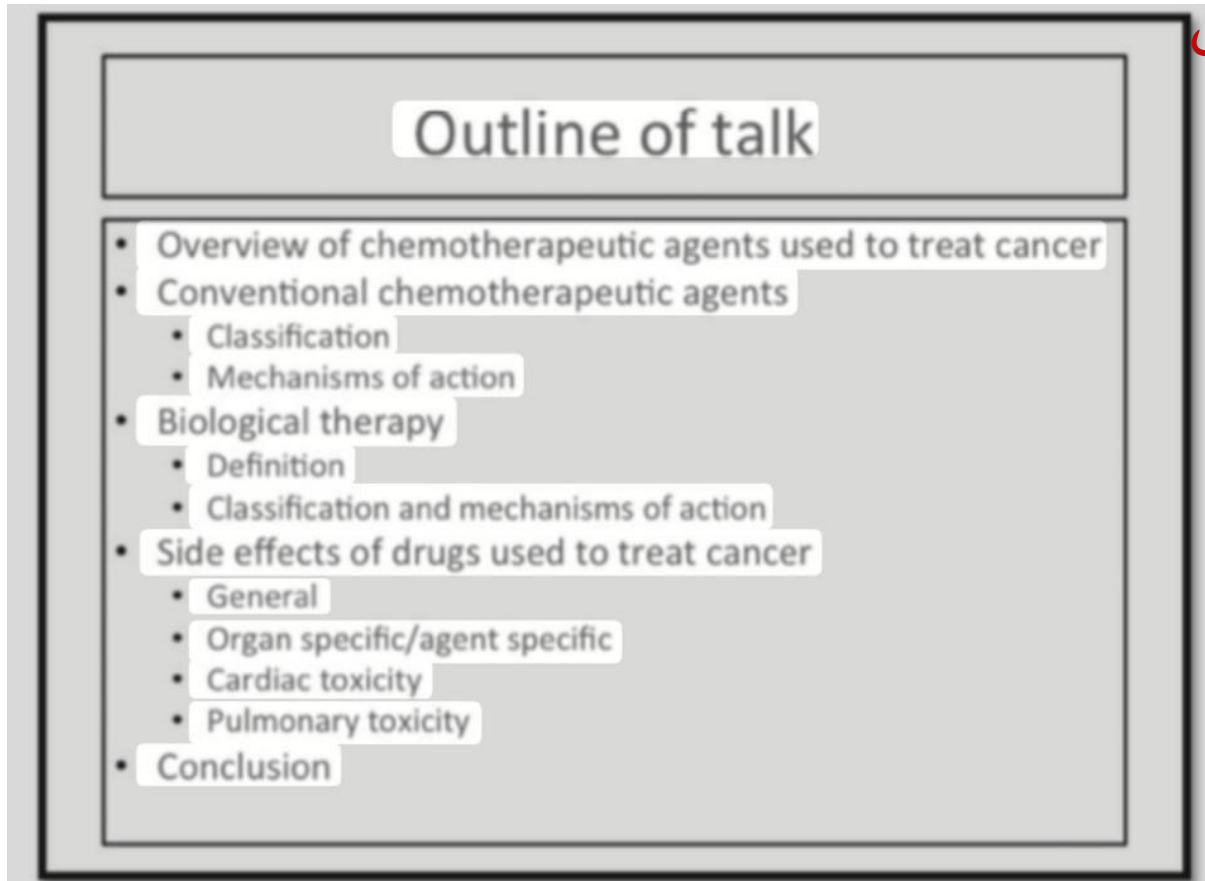 Outline of talk
• Overview of chemotherapeutic agents used to treat cancer
• Conventional chemotherapeutic agents
• Classification
• Mechanisms of action
• Biological therapy
• Definition
• Classification and mechanisms of action
• Side effects of drugs used to treat cancer
• General
• Organ specific/agent specific
• Cardiac toxicity
• Pulmonary toxicity
• Conclusion